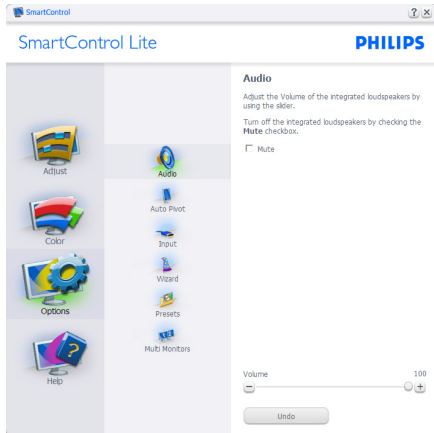 SmartControl
SmartControl Lite
PHILIPS
Adjust
Color
Options
Help
Audio
Auto Pivot
Input
Wizard
Presets
Multi Monitors
Audio
Adjust the Volume of the integrated loudspeakers by
using the slider.
Turn off the integrated loudspeakers by checking the
Mute checkbox.
Mute
Volume 100
Undo